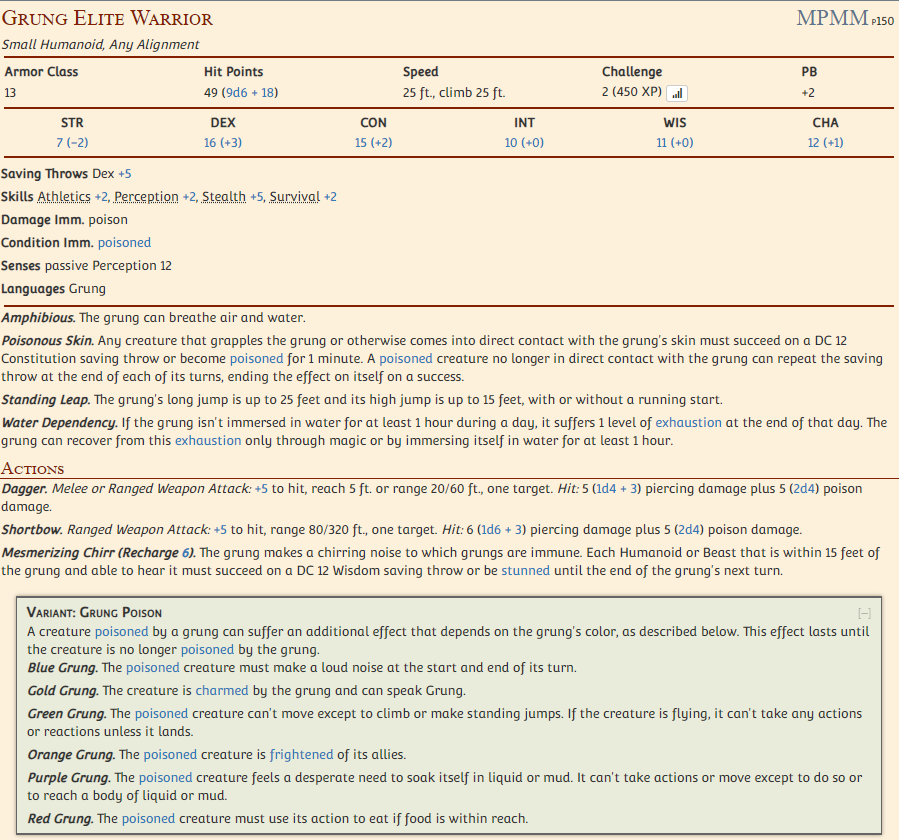 Grung Elite Warrior
MPMM p150
Small Humanoid, Any Alignment
Armor Class Hit Points Speed Challenge PB
13 49 (9d6 + 18) 25 ft., climb 25 ft. 2 (450 XP) +2
STR DEX CON INT WIS CHA
7 (−2) 16 (+3) 15 (+2) 10 (+0) 11 (+0) 12 (+1)
Saving Throws Dex +5
Skills Athletics +2, Perception +2, Stealth +5, Survival +2
Damage Imm. poison
Condition Imm. poisoned
Senses passive Perception 12
Languages Grung
Amphibious. The grung can breathe air and water.
Poisonous Skin. Any creature that grapples the grung or otherwise comes into direct contact with the grung's skin must succeed on a DC 12
Constitution saving throw or become poisoned for 1 minute. A poisoned creature no longer in direct contact with the grung can repeat the saving
throw at the end of each of its turns, ending the effect on itself on a success.
Standing Leap. The grung's long jump is up to 25 feet and its high jump is up to 15 feet, with or without a running start.
Water Dependency. If the grung isn't immersed in water for at least 1 hour during a day, it suffers 1 level of exhaustion at the end of that day. The
grung can recover from this exhaustion only through magic or by immersing itself in water for at least 1 hour.
Actions
Dagger. Melee or Ranged Weapon Attack: +5 to hit, reach 5 ft. or range 20/60 ft., one target. Hit: 5 (1d4 + 3) piercing damage plus 5 (2d4) poison
damage.
Shortbow. Ranged Weapon Attack: +5 to hit, range 80/320 ft., one target. Hit: 6 (1d6 + 3) piercing damage plus 5 (2d4) poison damage.
Mesmerizing Chirr (Recharge 6). The grung makes a chirring noise to which grungs are immune. Each Humanoid or Beast that is within 15 feet of
the grung and able to hear it must succeed on a DC 12 Wisdom saving throw or be stunned until the end of the grung's next turn.
Variant: Grung Poison [–]
A creature poisoned by a grung can suffer an additional effect that depends on the grung's color, as described below. This effect lasts until
the creature is no longer poisoned by the grung.
Blue Grung. The poisoned creature must make a loud noise at the start and end of its turn.
Gold Grung. The creature is charmed by the grung and can speak Grung.
Green Grung. The poisoned creature can't move except to climb or make standing jumps. If the creature is flying, it can't take any actions
or reactions unless it lands.
Orange Grung. The poisoned creature is frightened of its allies.
Purple Grung. The poisoned creature feels a desperate need to soak itself in liquid or mud. It can't take actions or move except to do so or
to reach a body of liquid or mud.
Red Grung. The poisoned creature must use its action to eat if food is within reach.